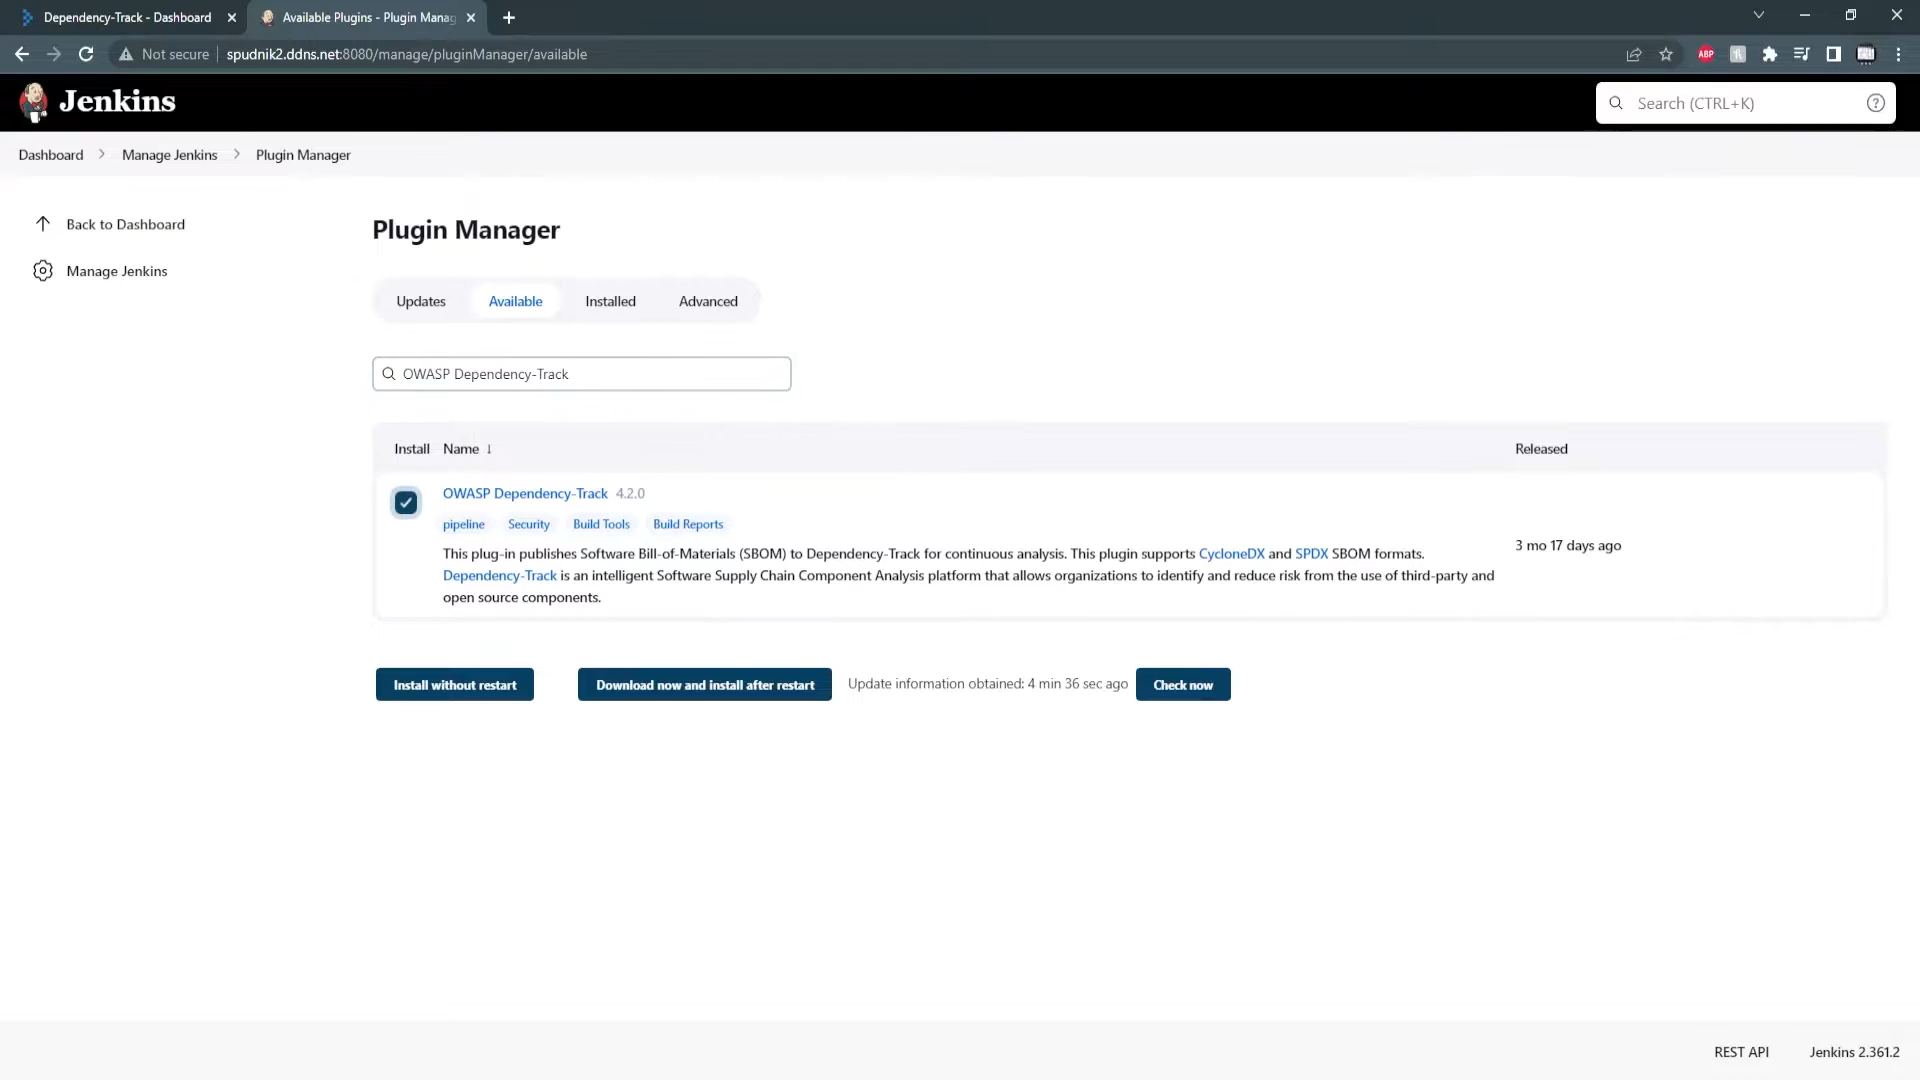 Dependency-Track - Dashboard
Available Plugins - Plugin Manag
Not secure
spudnik2.ddns.net:8080/manage/pluginManager/available
ABP
Jenkins
Search (CTRL+K)
Dashboard
Manage Jenkins
Plugin Manager
Back to Dashboard
Manage Jenkins
Plugin Manager
Updates
Available
Installed
Advanced
OWASP Dependency-Track
Install
Name ↓
Released
OWASP Dependency-Track 4.2.0
pipeline
Security
Build Tools
Build Reports
This plug-in publishes Software Bill-of-Materials (SBOM) to Dependency-Track for continuous analysis. This plugin supports CycloneDX and SPDX SBOM formats.
Dependency-Track is an intelligent Software Supply Chain Component Analysis platform that allows organizations to identify and reduce risk from the use of third-party and
open source components.
3 mo 17 days ago
Install without restart
Download now and install after restart
Update information obtained: 4 min 36 sec ago
Check now
REST API
Jenkins 2.361.2